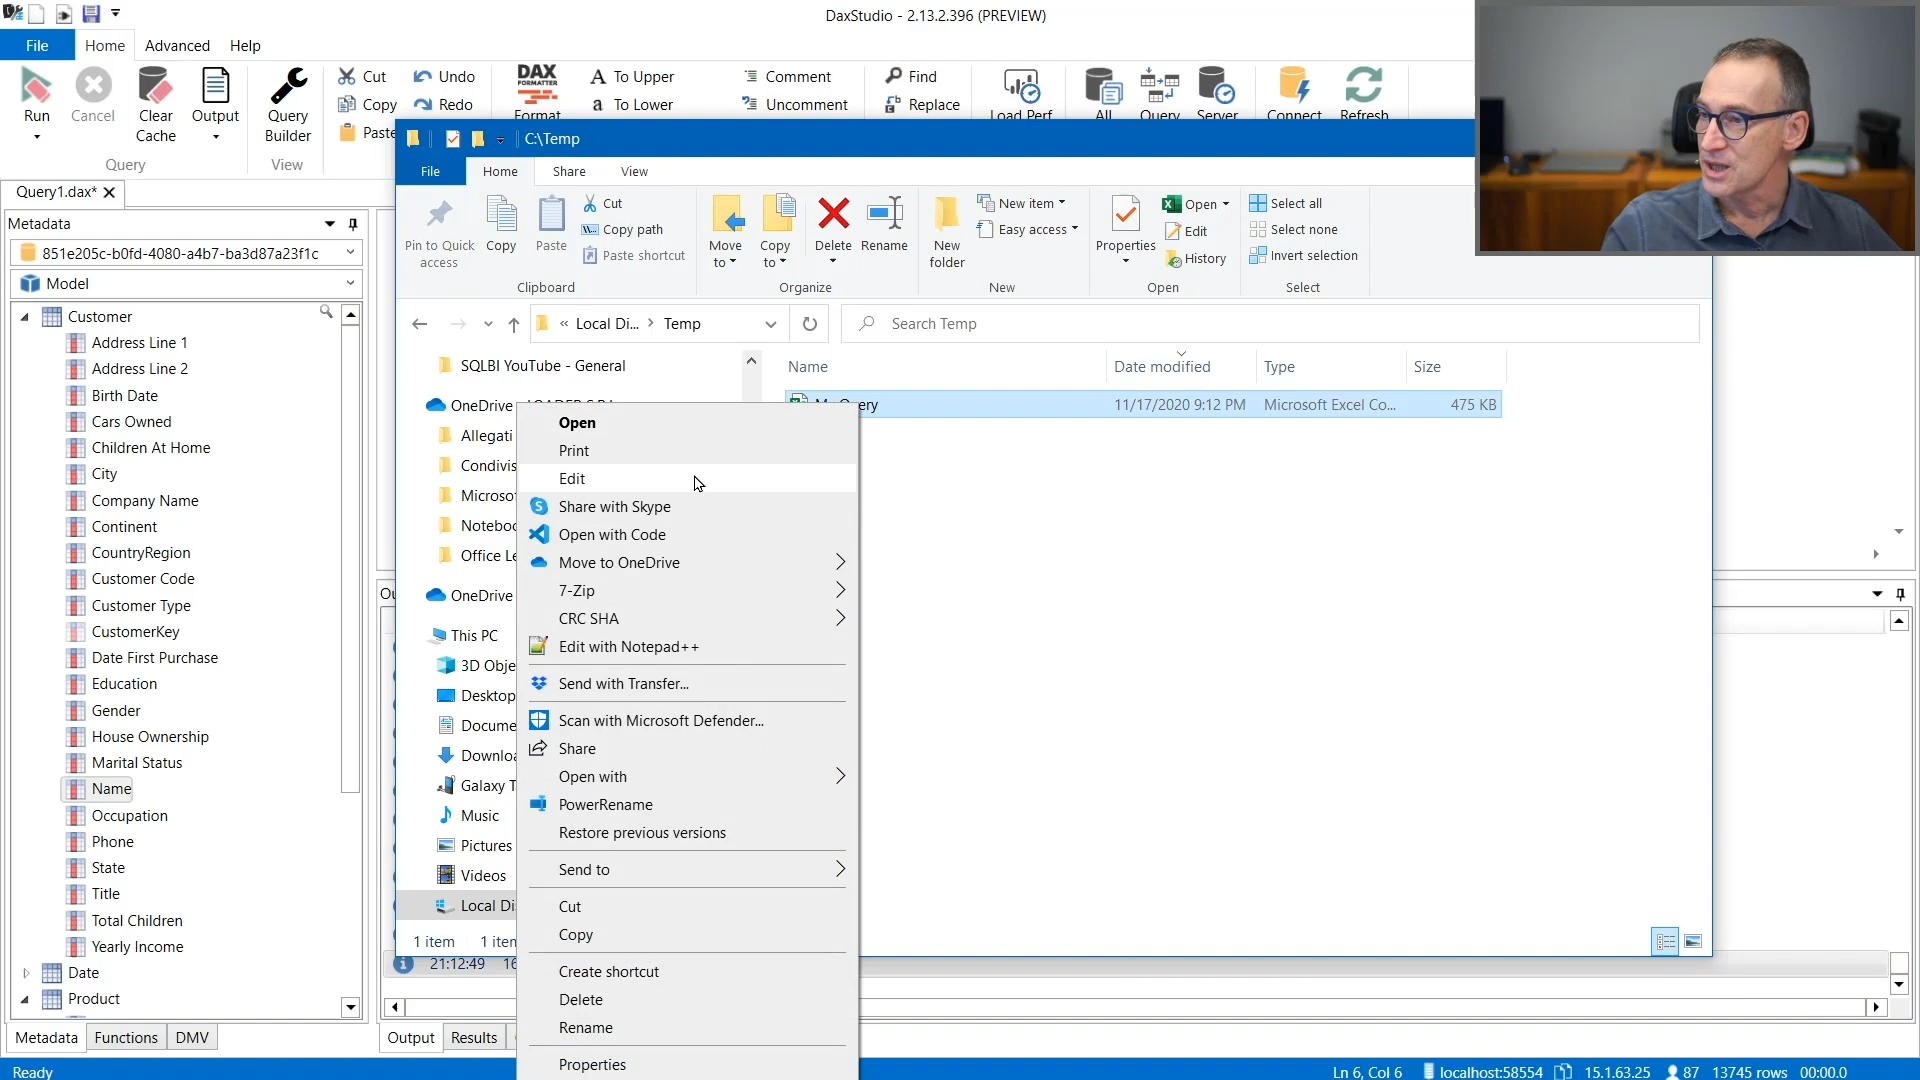 DaxStudio - 2.13.2.396 (PREVIEW)
File
Home
Advanced
Help
Run
Cancel
Clear
Cache
Output
Query
Builder
Cut
Copy
Paste
Undo
Redo
DAX
FORMATTER
Format
To Upper
To Lower
Comment
Uncomment
Find
Replace
Load Perf
All
Query
Server
Connect
Refresh
Query
View
Query1.dax*
Metadata
851e205c-b0fd-4080-a4b7-ba3d87a23f1c
Model
Customer
Address Line 1
Address Line 2
Birth Date
Cars Owned
Children At Home
City
Company Name
Continent
CountryRegion
Customer Code
Customer Type
CustomerKey
Date First Purchase
Education
Gender
House Ownership
Marital Status
Name
Occupation
Phone
State
Title
Total Children
Yearly Income
Date
Product
Metadata
Functions
DMV
C:\Temp
File
Home
Share
View
Pin to Quick
access
Copy
Paste
Cut
Copy path
Paste shortcut
Clipboard
Move
to
Copy
to
Delete
Rename
Organize
New
folder
New item
Easy access
New
Properties
Open
Edit
History
Open
Select all
Select none
Invert selection
Select
« Local Di... > Temp
Search Temp
SQLBI YouTube - General
OneDrive
Allegati
Condivis
Microsof
Notebo
Office Le
OneDrive
This PC
3D Obje
Desktop
Docume
Downlo
Galaxy T
Music
Pictures
Videos
Local Di
1 item
1 iten
Name
Date modified
Type
Size
11/17/2020 9:12 PM
Microsoft Excel Co...
475 KB
Open
Print
Edit
Share with Skype
Open with Code
Move to OneDrive
7-Zip
CRC SHA
Edit with Notepad++
Send with Transfer...
Scan with Microsoft Defender...
Share
Open with
PowerRename
Restore previous versions
Send to
Cut
Copy
Create shortcut
Delete
Rename
Properties
21:12:49
Output
Results
Ready
Ln 6, Col 6
localhost:58554
15.1.63.25
87
13745 rows
00:00.0